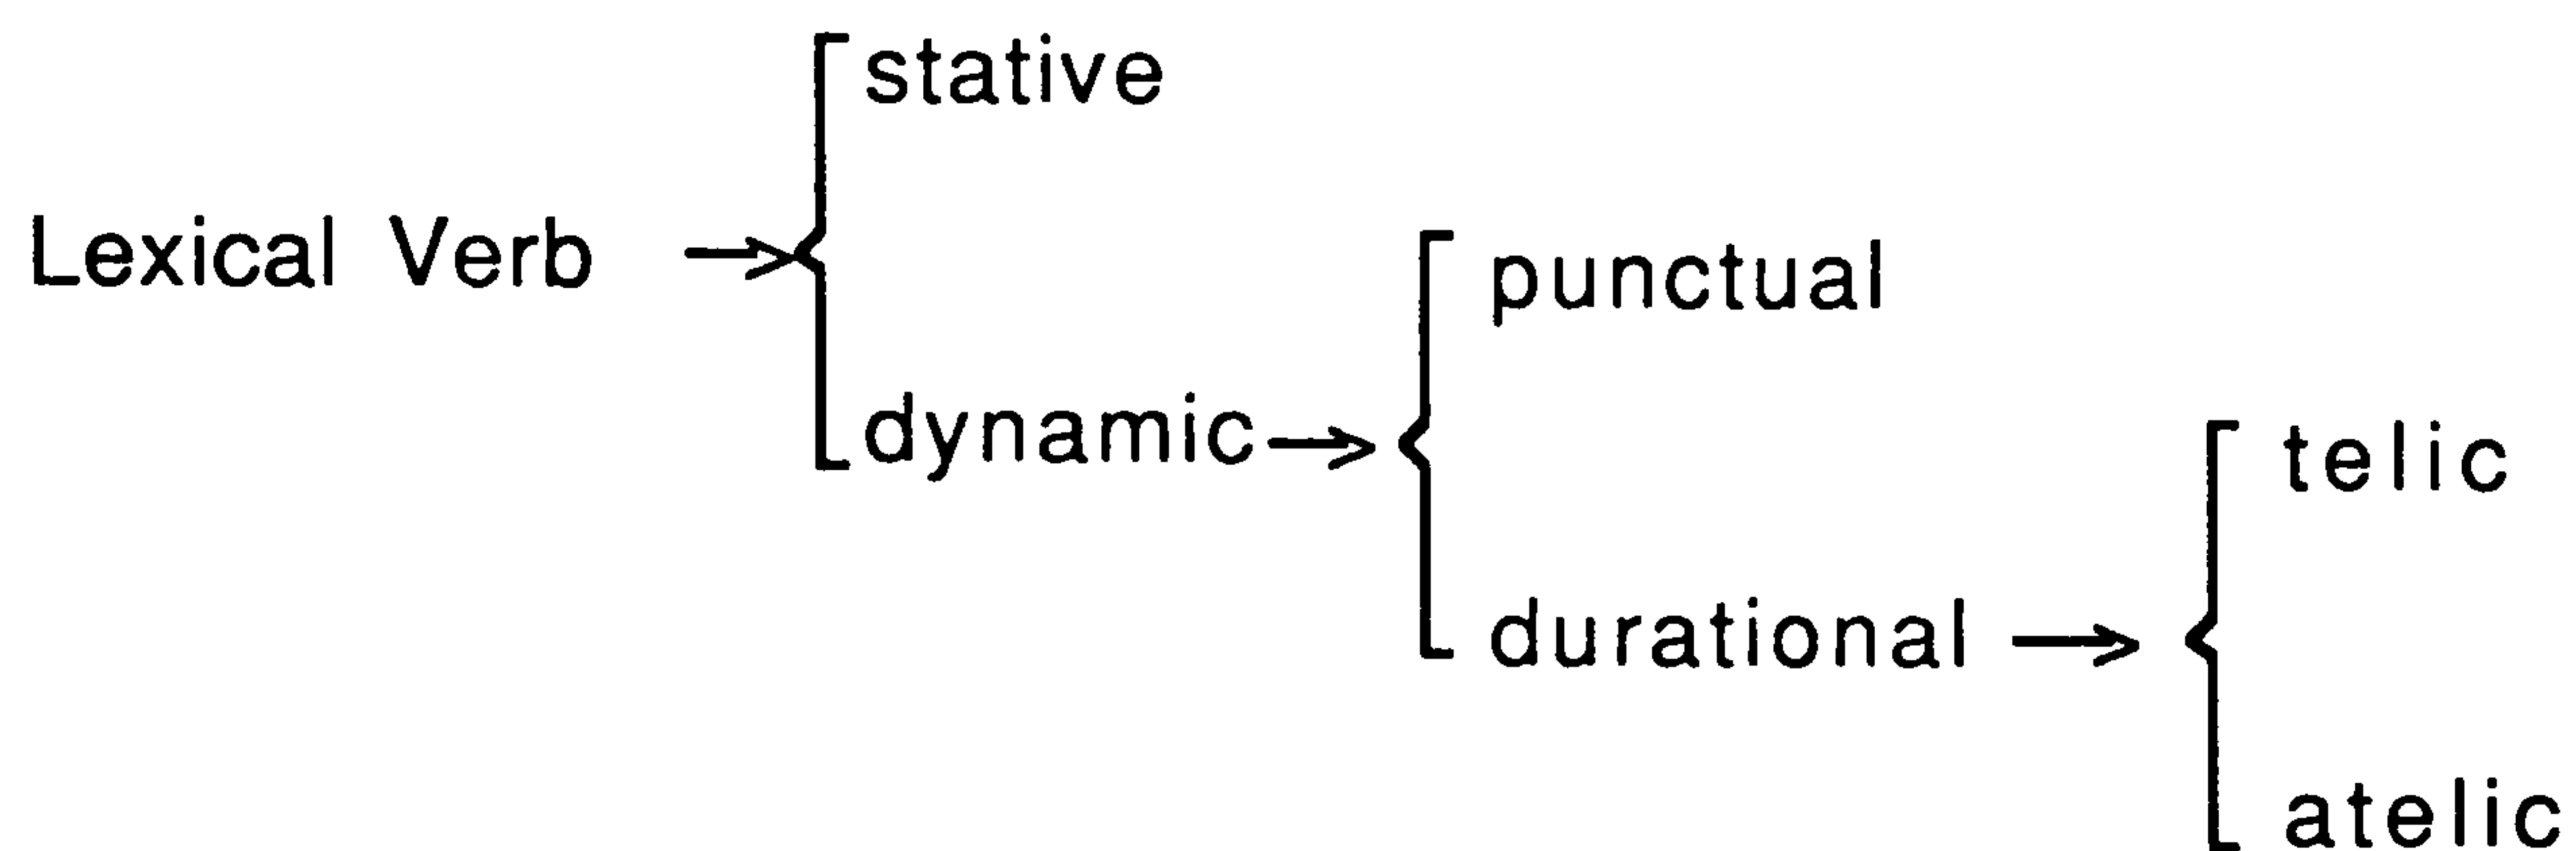 stative
Lexical Verb
punctual
dynamic
telic
durational
atelic